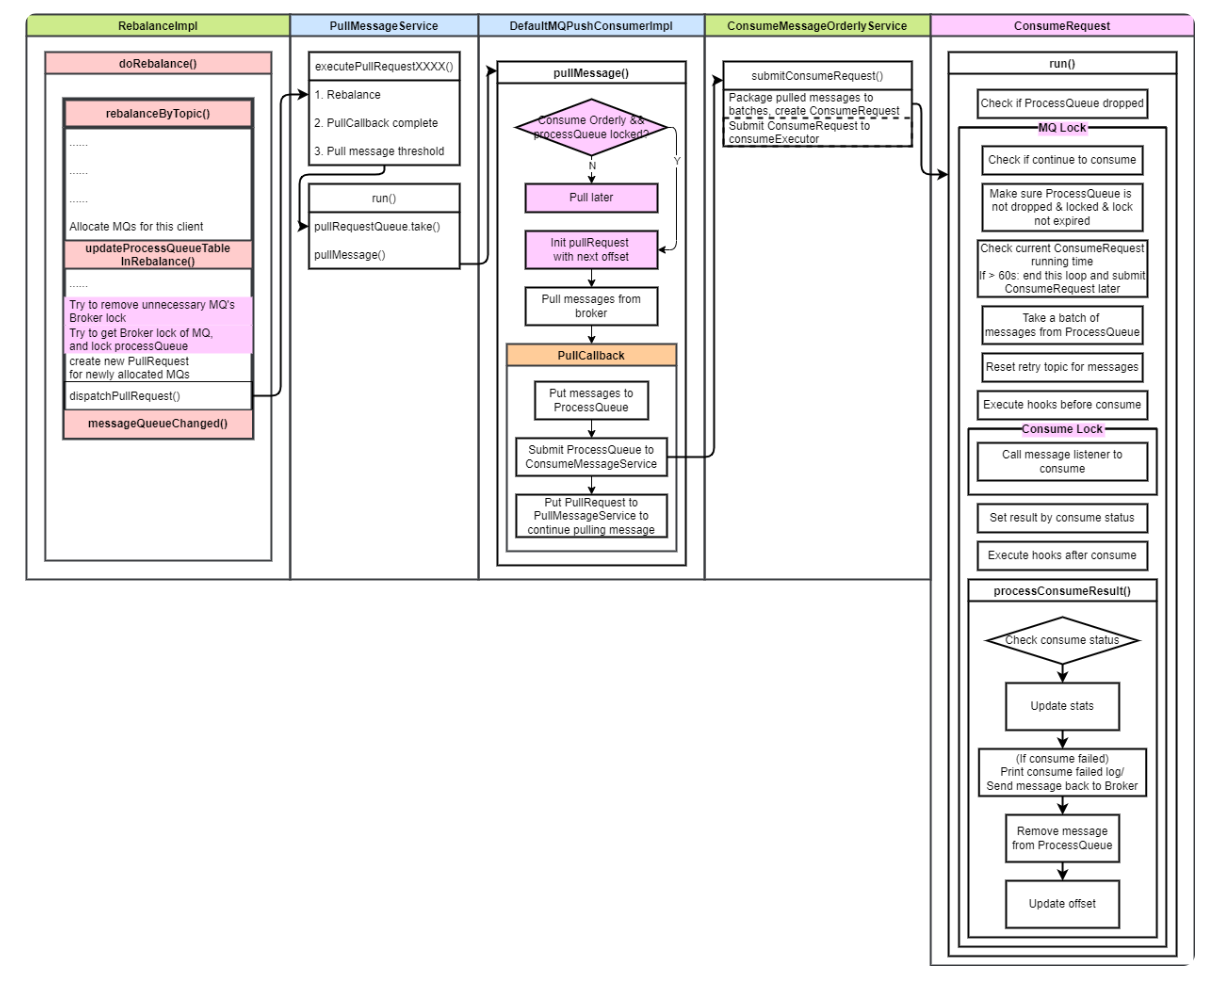 RebalanceImpl
doRebalance()
rebalanceByTopic()
......
......
......
Allocate MQs for this client
updateProcessQueueTable
InRebalance()
......
Try to remove unnecessary MQ's
Broker lock
Try to get Broker lock of MQ,
and lock processQueue
create new PullRequest
for newly allocated MQs
dispatchPullRequest()
messageQueueChanged()
PullMessageService
executePullRequestXXXX()
1. Rebalance
2. PullCallback complete
3. Pull message threshold
run()
pullRequestQueue.take()
pullMessage()
DefaultMQPushConsumerImpl
pullMessage()
Consume Orderly &&
processQueue locked?
N
Y
Pull later
Init pullRequest
with next offset
Pull messages from
broker
PullCallback
Put messages to
ProcessQueue
Submit ProcessQueue to
ConsumeMessageService
Put PullRequest to
PullMessageService to
continue pulling message
ConsumeMessageOrderlyService
submitConsumeRequest()
Package pulled messages to
batches, create ConsumeRequest
Submit ConsumeRequest to
consumeExecutor
ConsumeRequest
run()
Check if ProcessQueue dropped
MQ Lock
Check if continue to consume
Make sure ProcessQueue is
not dropped & locked & lock
not expired
Check current ConsumeRequest
running time
If > 60s: end this loop and submit
ConsumeRequest later
Take a batch of
messages from ProcessQueue
Reset retry topic for messages
Execute hooks before consume
Consume Lock
Call message listener to
consume
Set result by consume status
Execute hooks after consume
processConsumeResult()
Check consume status
Update stats
(If consume failed)
Print consume failed log/
Send message back to Broker
Remove message
from ProcessQueue
Update offset